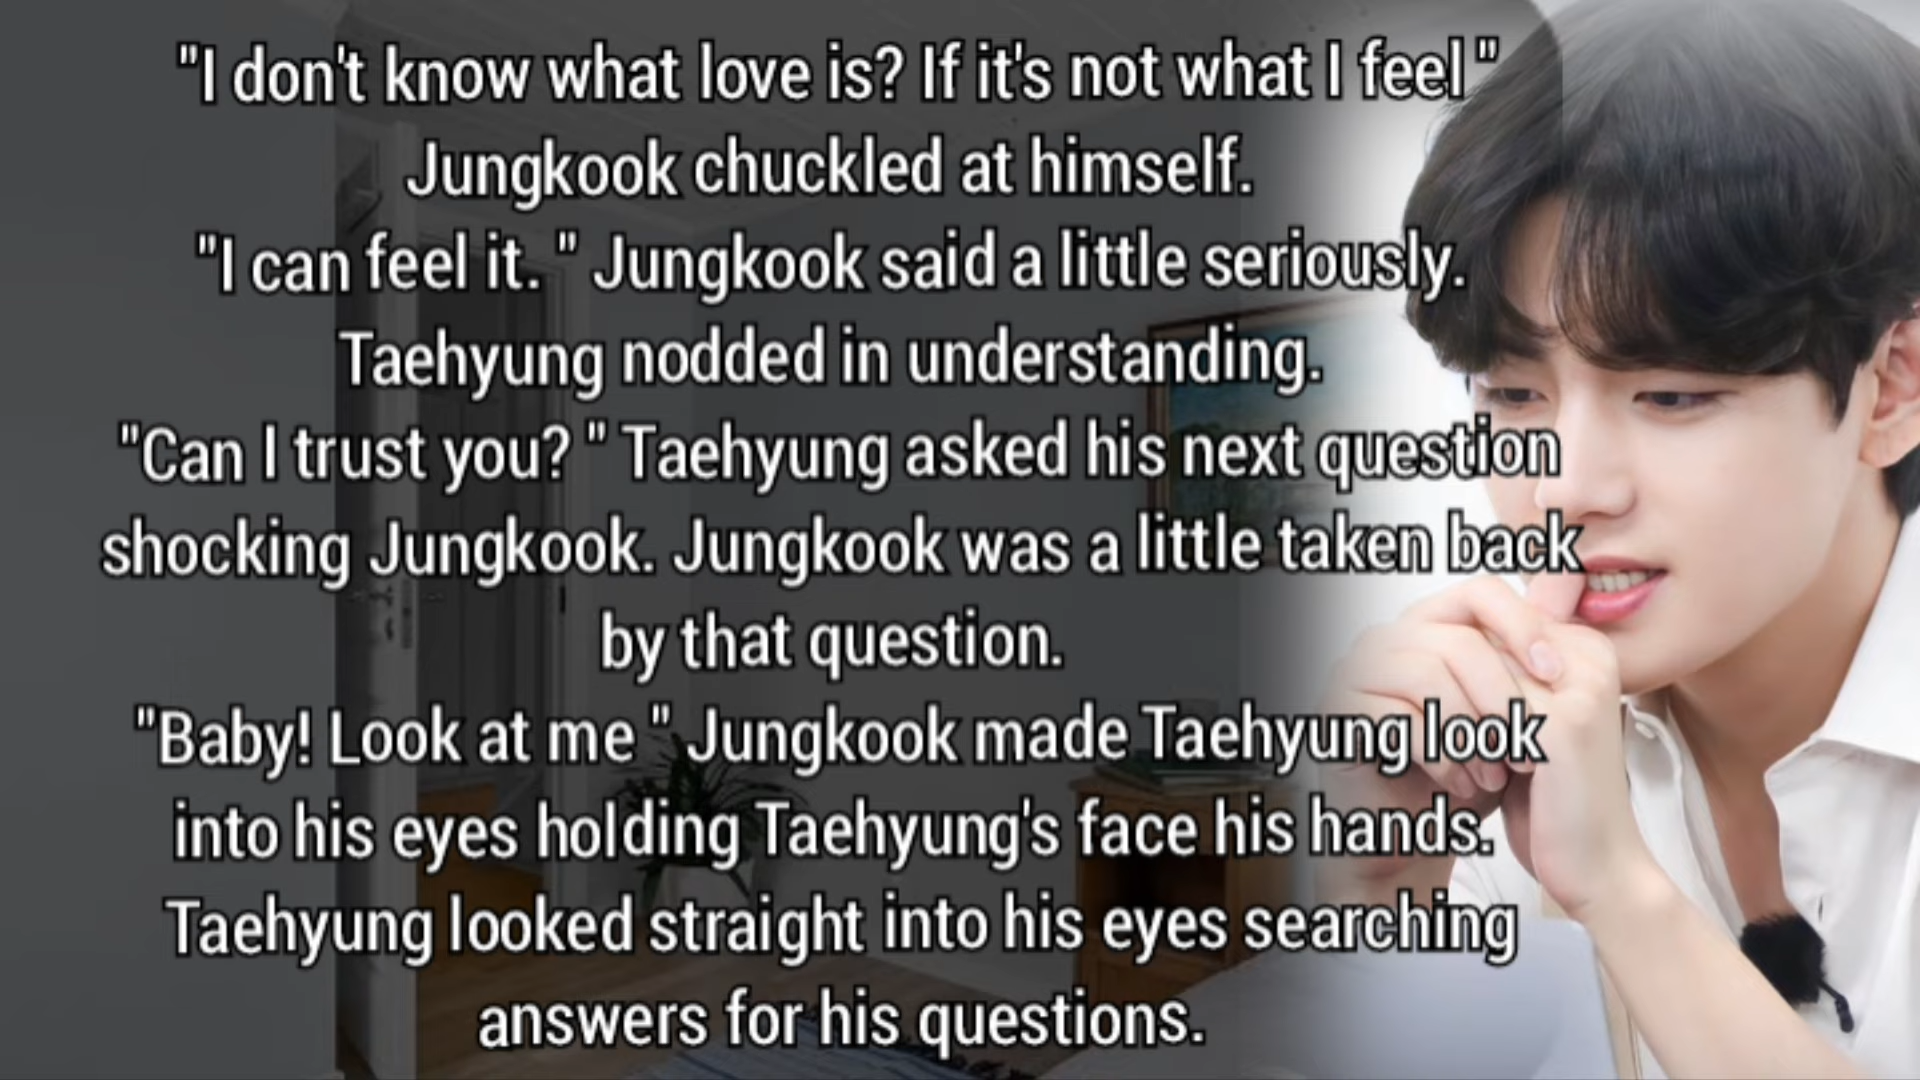 "I don't know what love is? If it's not what I feel "
Jungkook chuckled at himself.
"I can feel it. " Jungkook said a little seriously.
Taehyung nodded in understanding.
"Can I trust you? " Taehyung asked his next question
shocking Jungkook. Jungkook was a little taken back
by that question.
"Baby! Look at me " Jungkook made Taehyung look
into his eyes holding Taehyung's face his hands.
Taehyung looked straight into his eyes searching
answers for his questions.